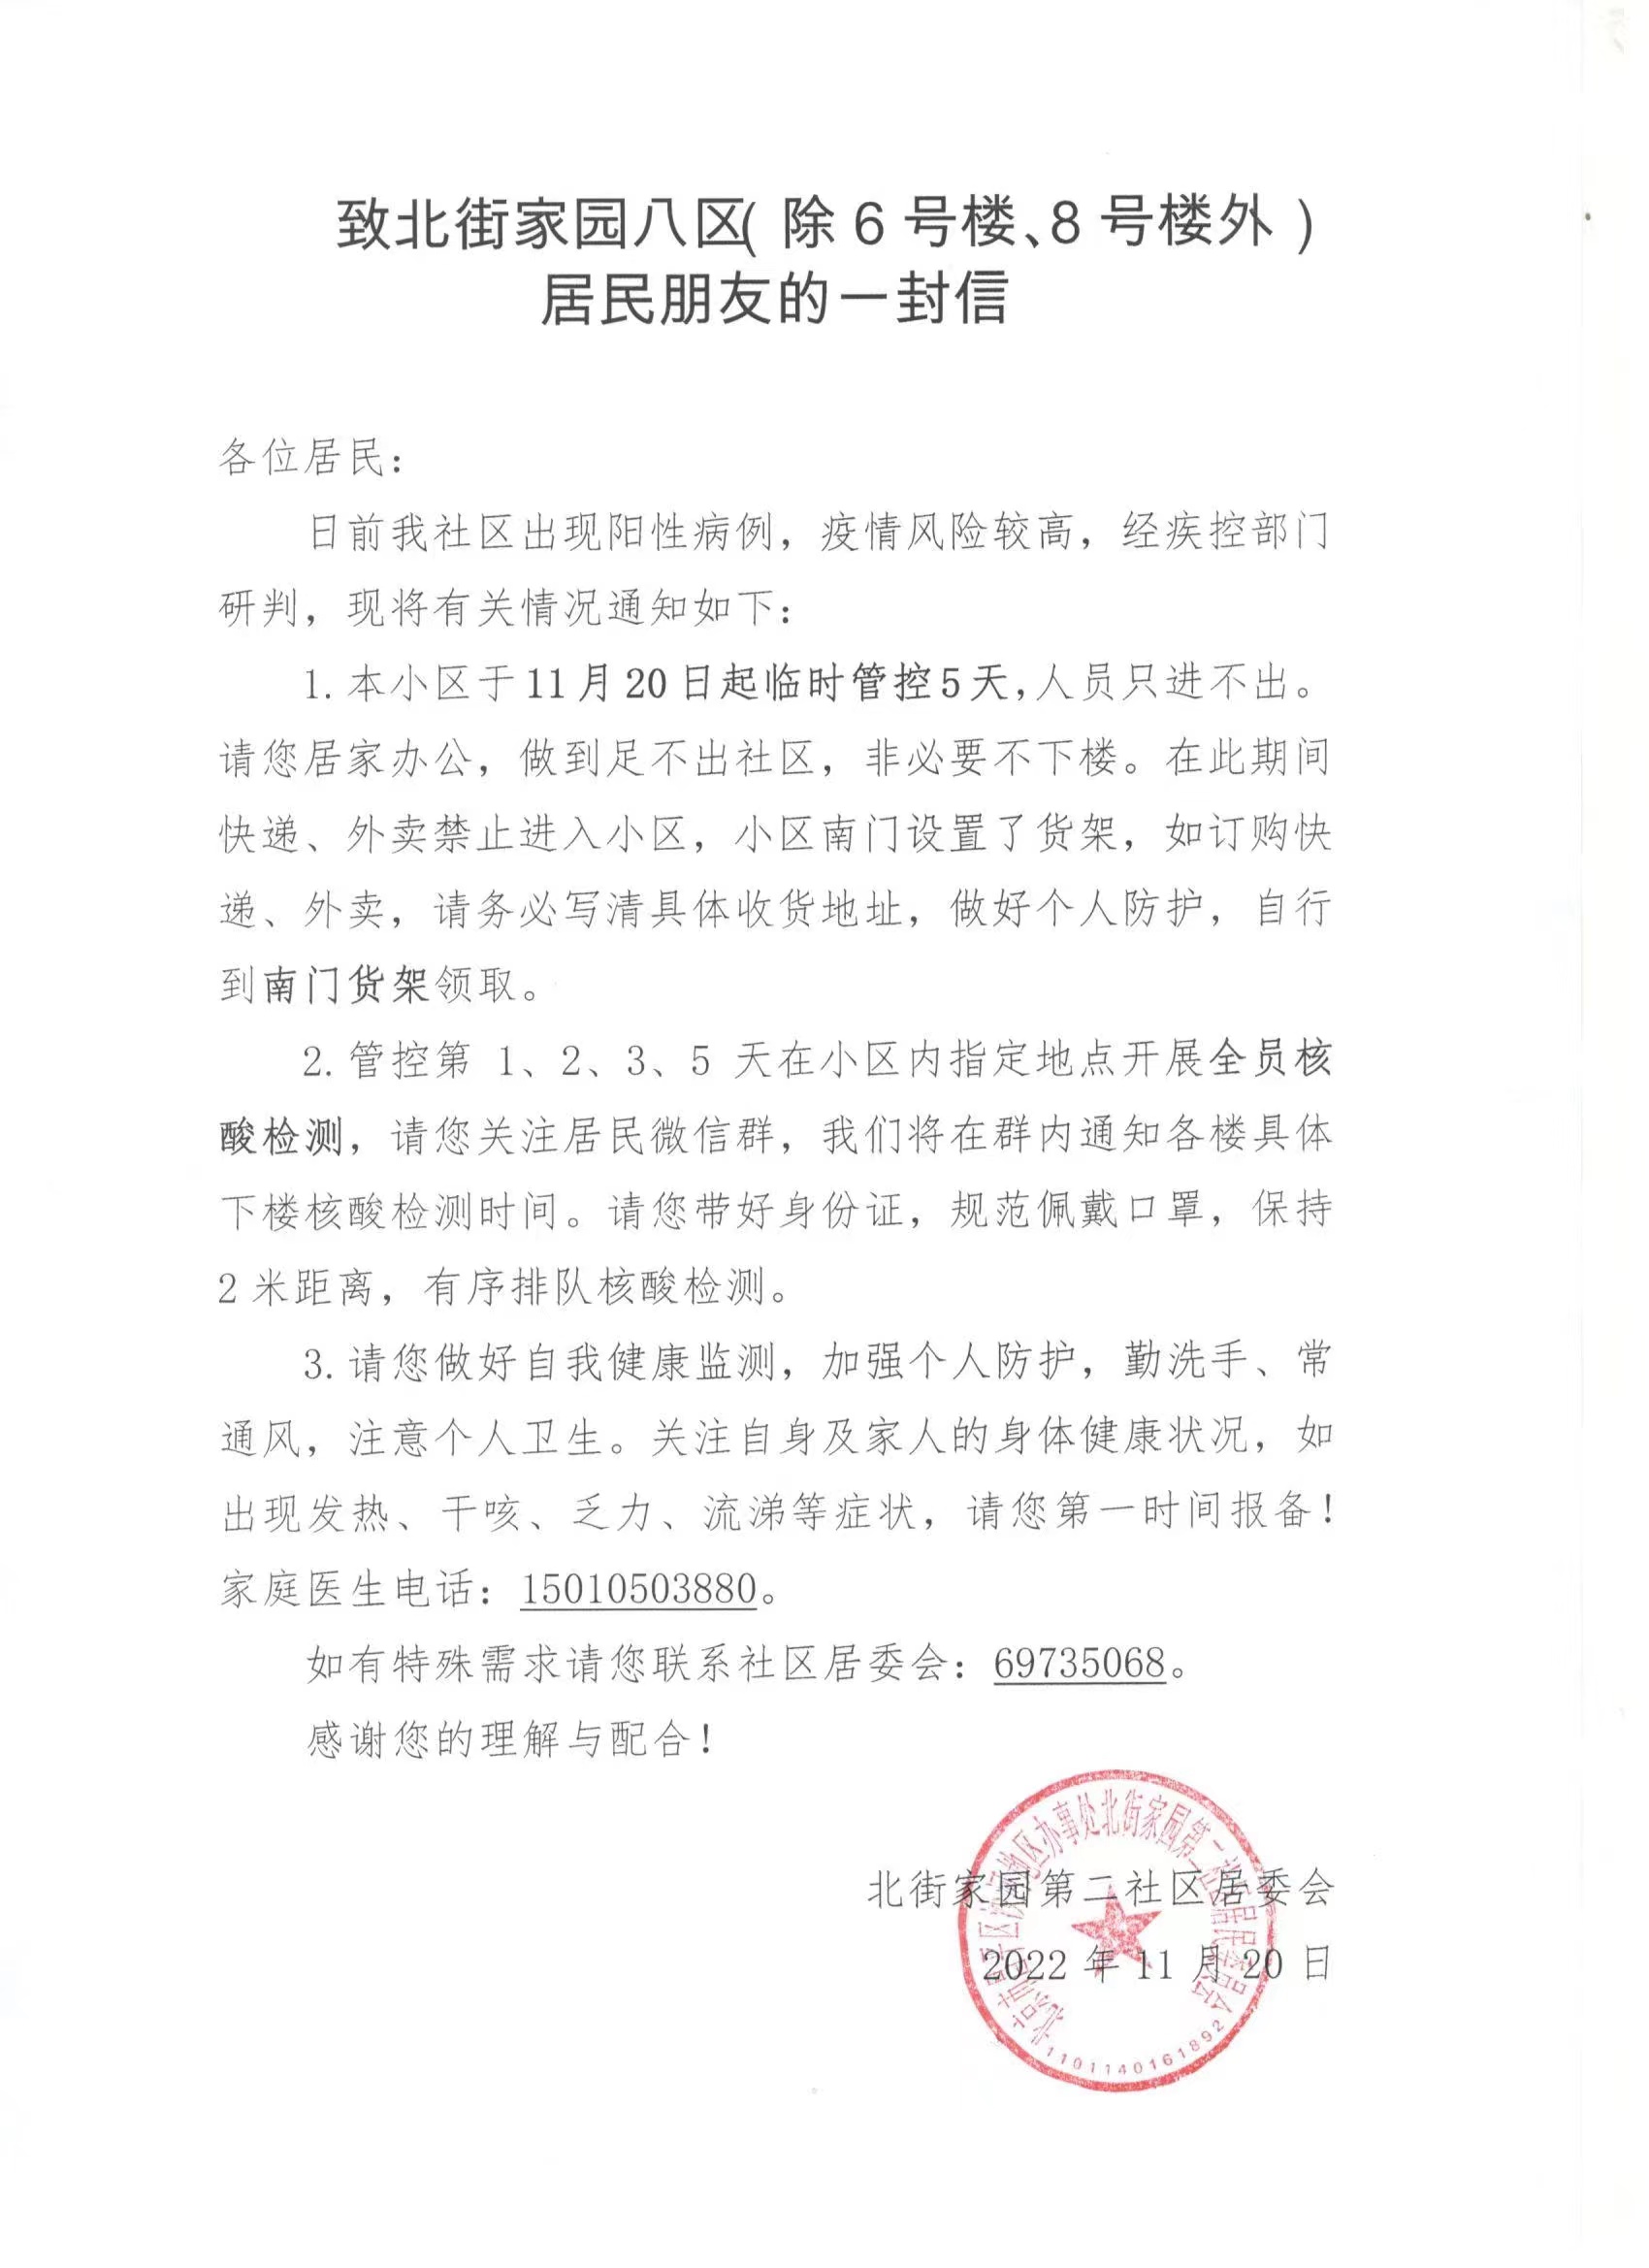 致北街家园八区(除6号楼、8号楼外)
居民朋友的一封信
各位居民：
日前我社区出现阳性病例，疫情风险较高，经疾控部门
研判，现将有关情况通知如下：
1.本小区于11月20日起临时管控5天,人员只进不出。
请您居家办公，做到足不出社区，非必要不下楼。在此期间
快递、外卖禁止进入小区，小区南门设置了货架，如订购快
递、外卖，请务必写清具体收货地址，做好个人防护，自行
到南门货架领取。
2.管控第 1、2、3、5 天在小区内指定地点开展全员核
酸检测，请您关注居民微信群，我们将在群内通知各楼具体
下楼核酸检测时间。请您带好身份证，规范佩戴口罩，保持
2米距离，有序排队核酸检测。
3.请您做好自我健康监测，加强个人防护，勤洗手、常
通风，注意个人卫生。关注自身及家人的身体健康状况，如
出现发热、干咳、乏力、流涕等症状，请您第一时间报备！
家庭医生电话：15010503880。
如有特殊需求请您联系社区居委会：69735068。
感谢您的理解与配合！
北街家园第二社区居委会
2022年11月20日
北京市 区 地区办事处北街家园第二社区居民委员会
1101140161892